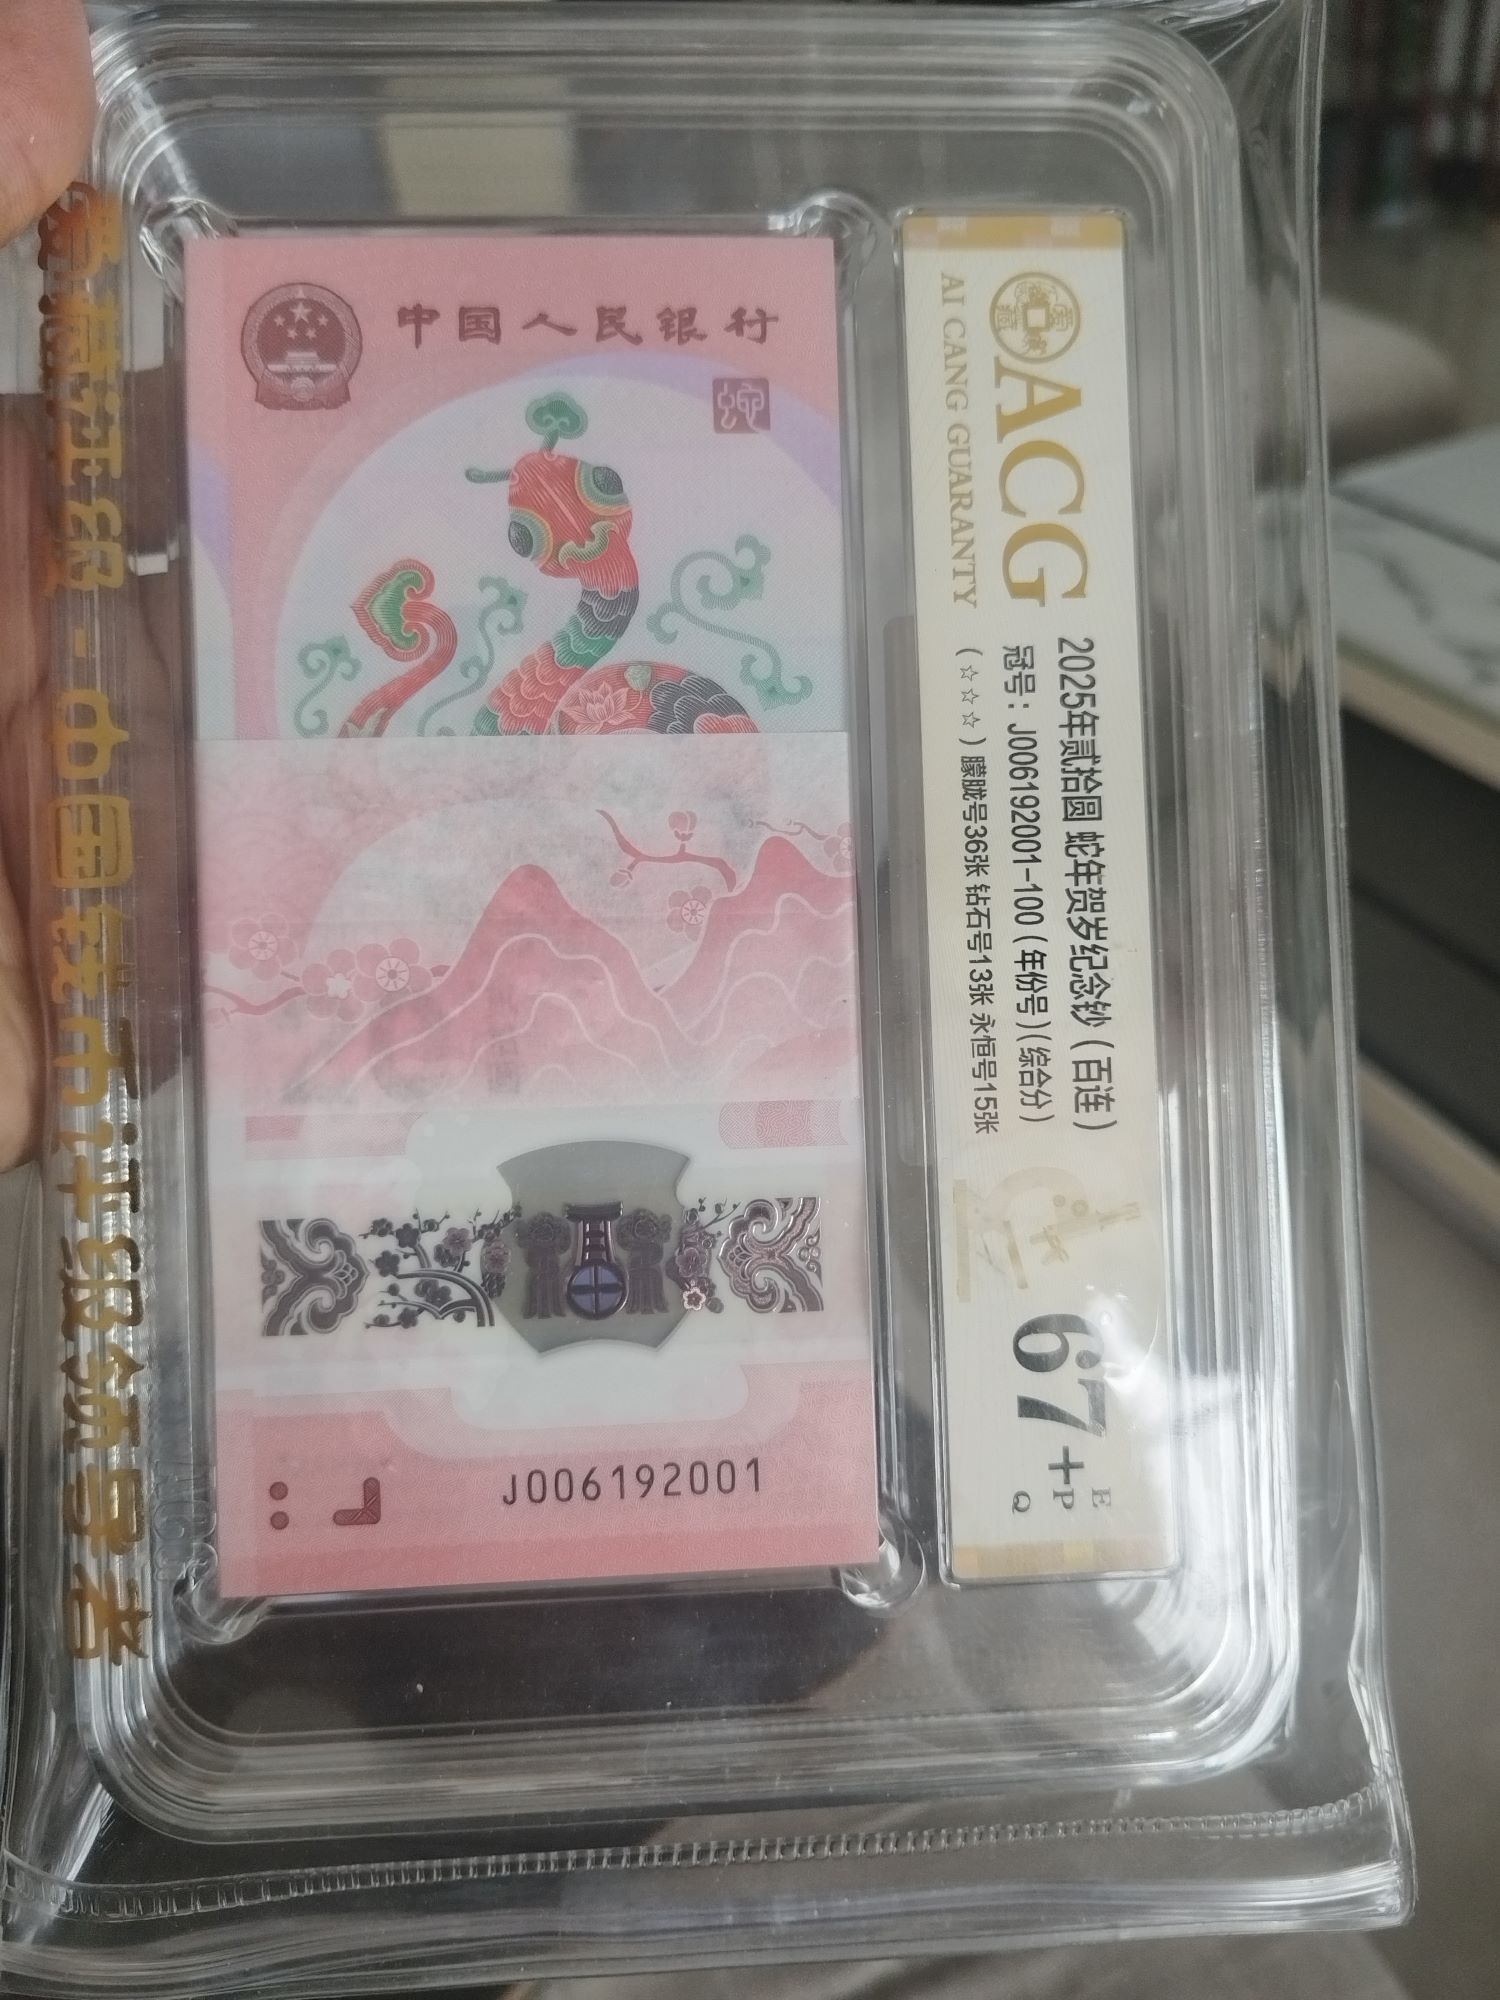 中国人民银行
J006192001
ACG
AI CANG GUARANTY
2025年贰拾圆 蛇年贺岁纪念钞（百连）
冠号：J006192001-100（年份号）（综合分）
（☆☆☆）朦胧号36张 钻石号13张 永恒号15张
67+
E
P
Q
爱藏评级-中国钱币评级领导者